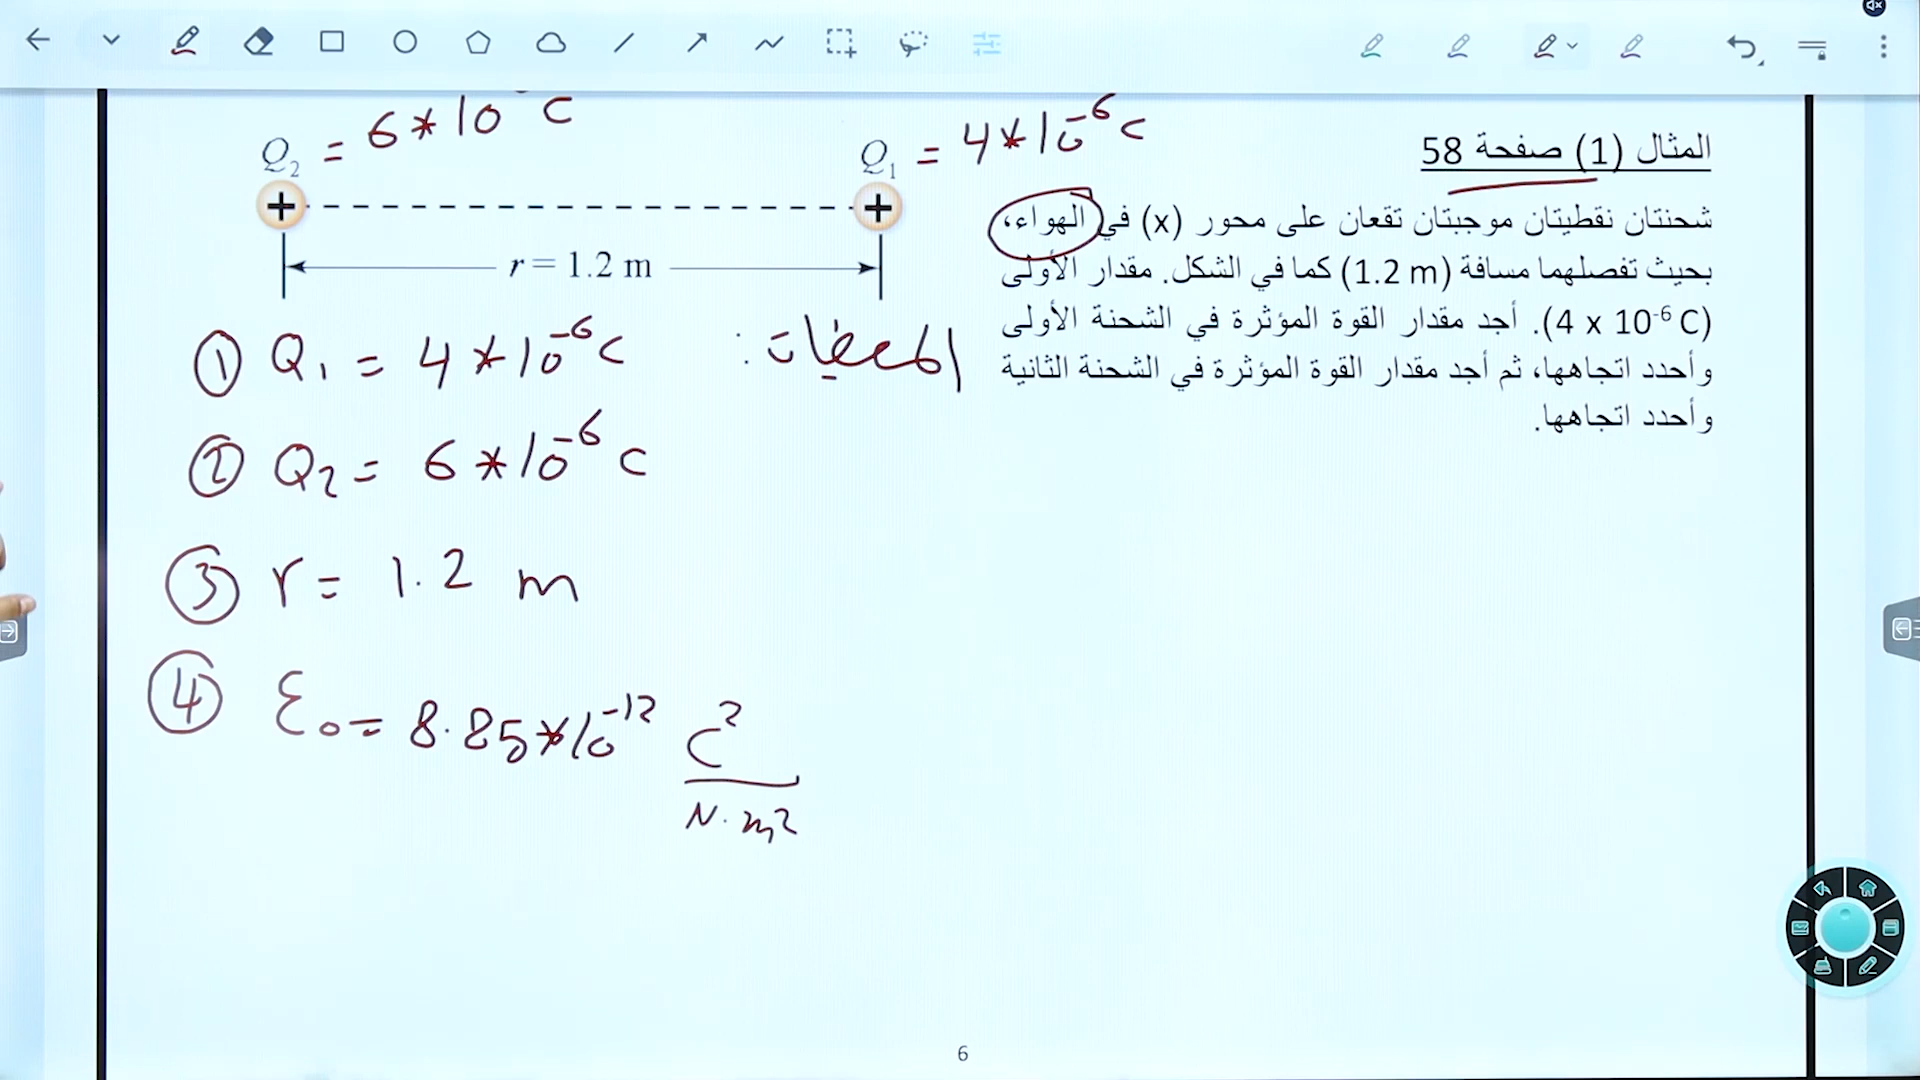 المثال (1) صفحة 58
شحنتان نقطيتان موجبتان تقعان على محور (x) في الهواء،
بحيث تفصلهما مسافة (1.2 m) كما في الشكل. مقدار الأولى
(4 x 10⁻⁶ C). أجد مقدار القوة المؤثرة في الشحنة الأولى
وأحدد اتجاهها، ثم أجد مقدار القوة المؤثرة في الشحنة الثانية
وأحدد اتجاهها.
Q₂ = 6*10 C
Q₁ = 4*10⁻⁶ C
r = 1.2 m
المعطيات:
① Q₁ = 4*10⁻⁶ C
② Q₂ = 6*10⁻⁶ C
③ r = 1.2 m
④ ε₀ = 8.85*10⁻¹² C²
N.m²
6